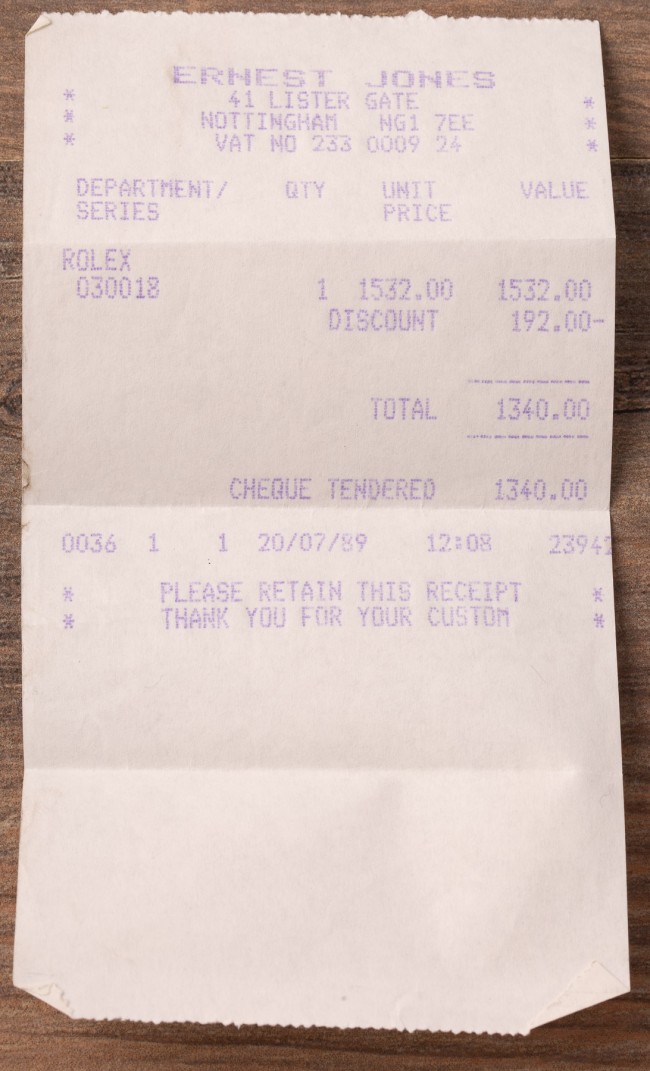 ERNEST JONES
* 41 LISTER GATE *
* NOTTINGHAM NG1 7EE *
* VAT NO 233 0009 24 *
DEPARTMENT/ QTY UNIT VALUE
SERIES PRICE
ROLEX
030018 1 1532.00 1532.00
DISCOUNT 192.00-
TOTAL 1340.00
CHEQUE TENDERED 1340.00
0036 1 1 20/07/89 12:08 23942
* PLEASE RETAIN THIS RECEIPT *
* THANK YOU FOR YOUR CUSTOM *